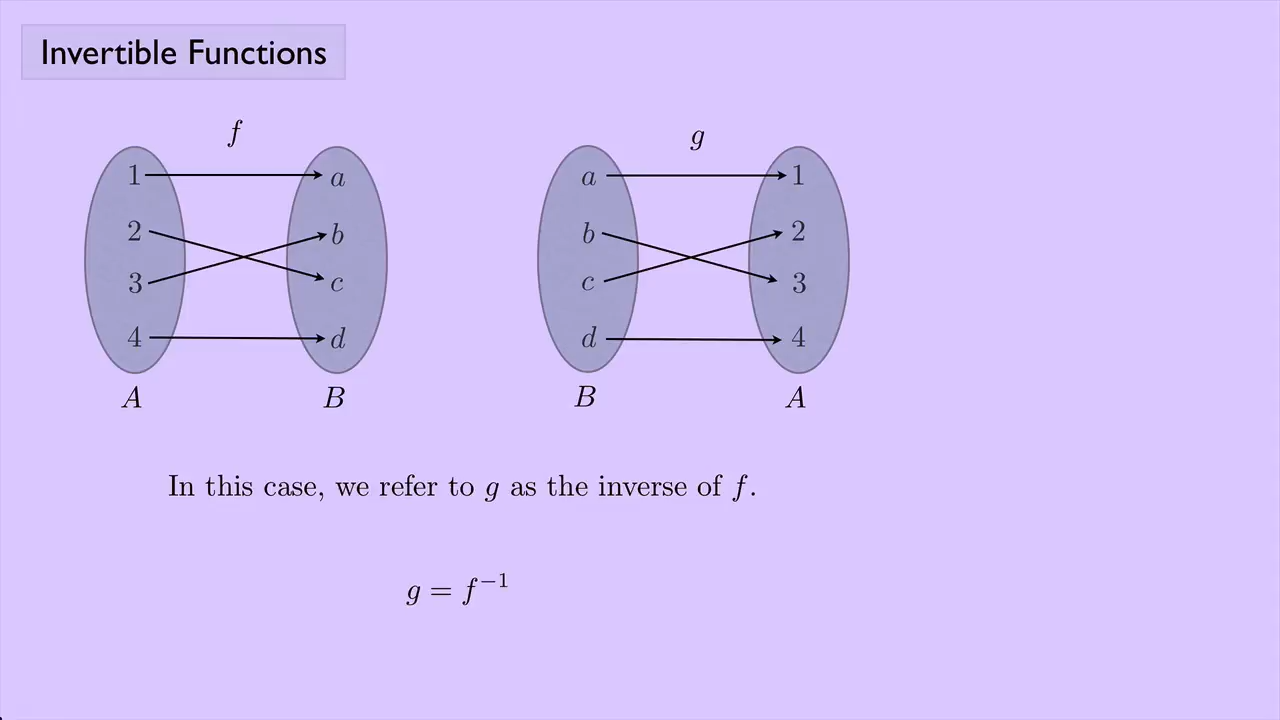 Invertible Functions
f g
1 a a 1
2 b b 2
3 c c 3
4 d d 4
A B B A
In this case, we refer to g as the inverse of f.
g = f⁻¹